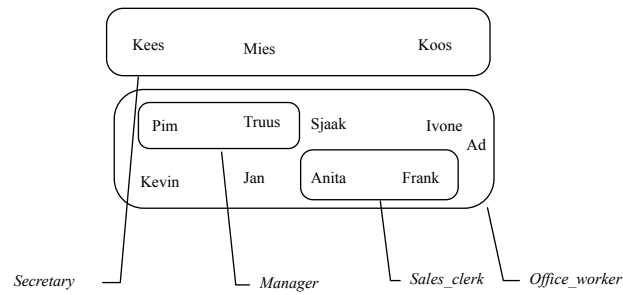 Kees Mies Koos
Pim Truus Sjaak Ivone
Ad
Kevin Jan Anita Frank
Secretary Manager Sales_clerk Office_worker